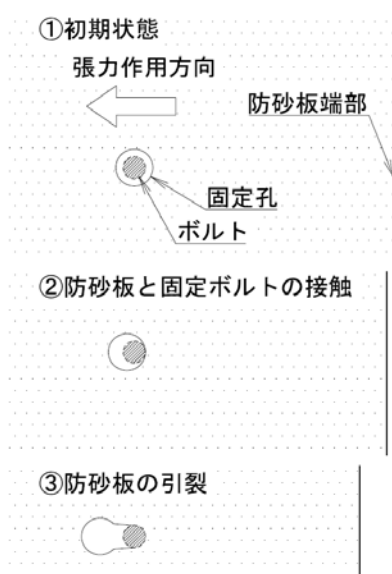 ①初期状態
張力作用方向
防砂板端部
固定孔
ボルト
②防砂板と固定ボルトの接触
③防砂板の引裂